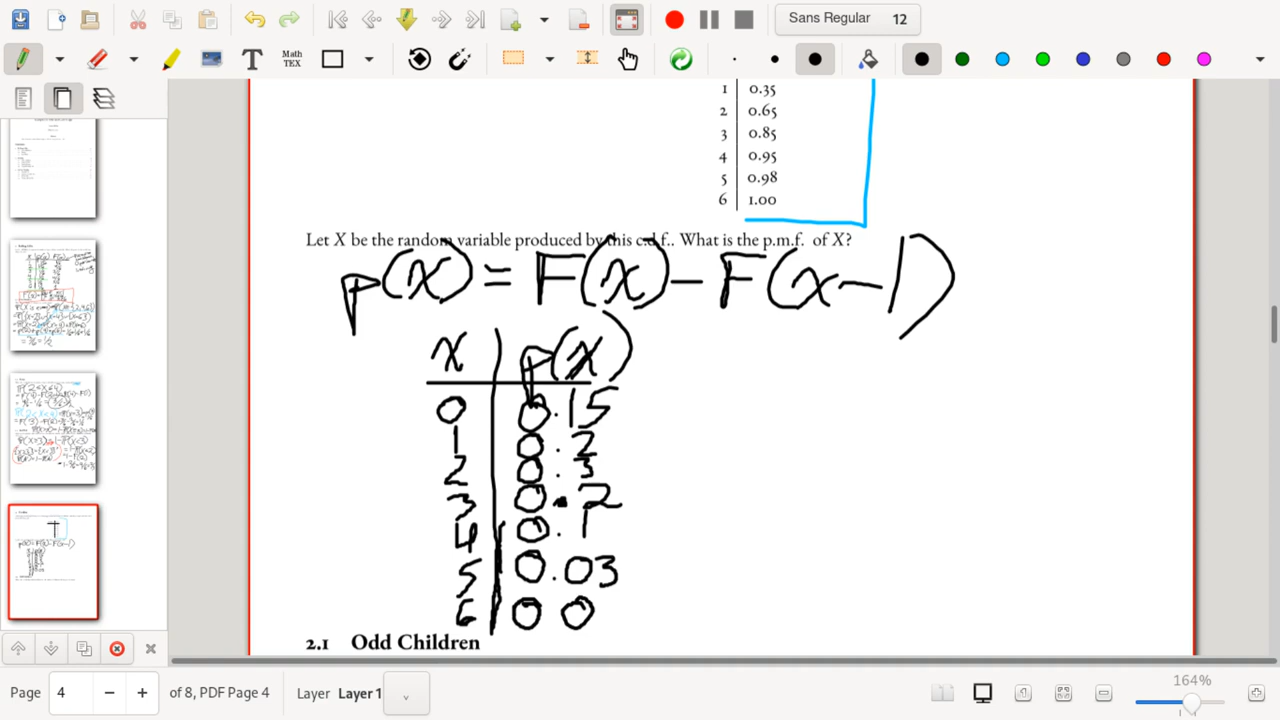 Sans Regular 12
T Math TEX
1 0.35
2 0.65
3 0.85
4 0.95
5 0.98
6 1.00
Let X be the random variable produced by this c.d.f.. What is the p.m.f. of X?
p(x) = F(x) - F(x-1)
x p(x)
0 0.15
1 0.2
2 0.3
3 0.2
4 0.1
5 0.03
6 0 0
2.1 Odd Children
Page 4 of 8, PDF Page 4 Layer Layer 1 164%